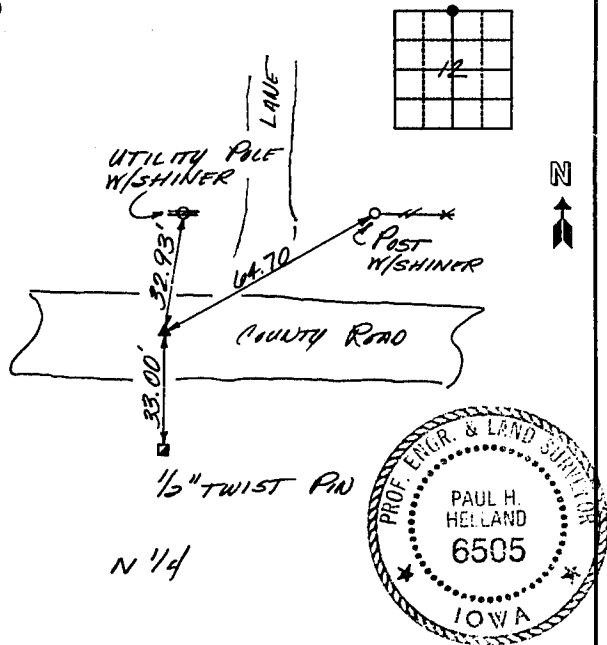 12
LANE
UTILITY POLE
W/SHINER
N
POST
W/SHINER
32.93'
64.70'
COUNTY ROAD
33.00'
1/2" TWIST PIN
N 1/4
PROF. ENGR. & LAND SURVEYOR
PAUL H.
HELLAND
6505
IOWA